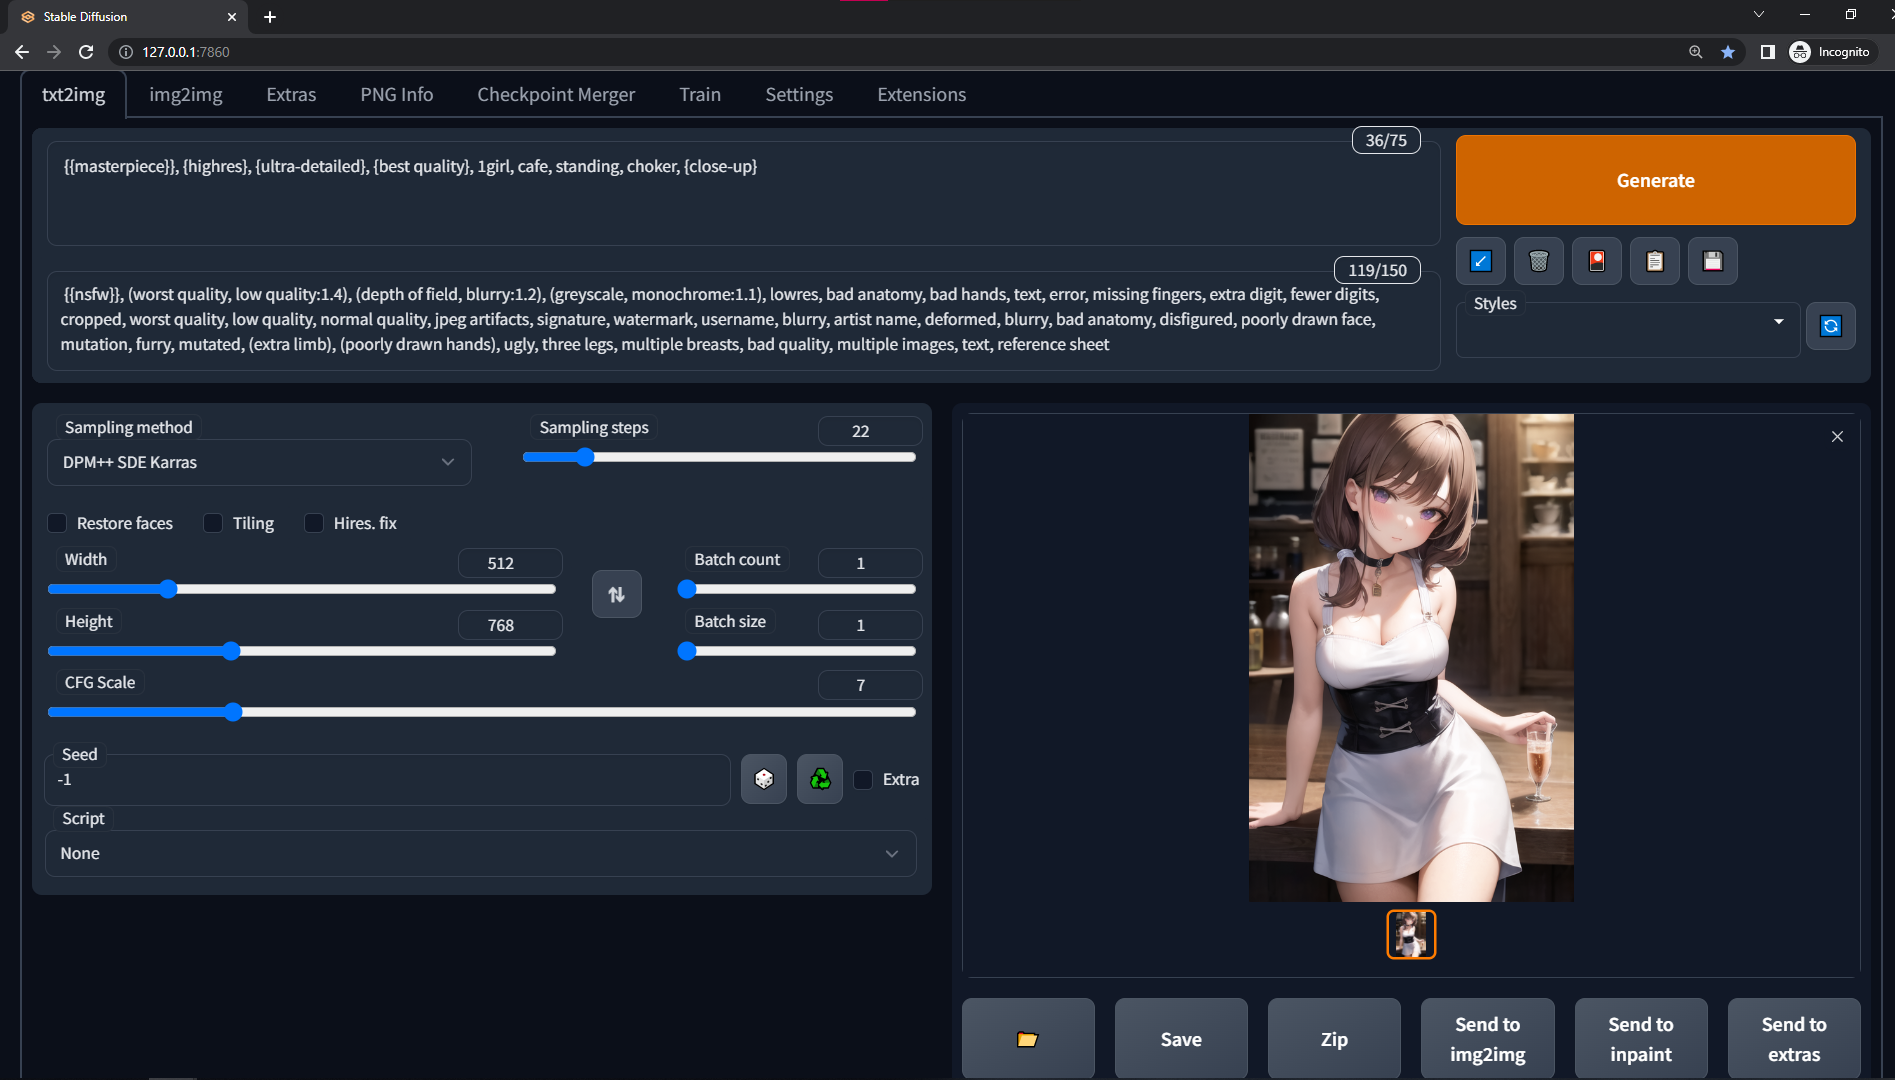 Stable Diffusion
127.0.0.1:7860
Incognito
txt2img
img2img
Extras
PNG Info
Checkpoint Merger
Train
Settings
Extensions
36/75
{{masterpiece}}, {highres}, {ultra-detailed}, {best quality}, 1girl, cafe, standing, choker, {close-up}
Generate
119/150
{{nsfw}}, (worst quality, low quality:1.4), (depth of field, blurry:1.2), (greyscale, monochrome:1.1), lowres, bad anatomy, bad hands, text, error, missing fingers, extra digit, fewer digits,
cropped, worst quality, low quality, normal quality, jpeg artifacts, signature, watermark, username, blurry, artist name, deformed, blurry, bad anatomy, disfigured, poorly drawn face,
mutation, furry, mutated, (extra limb), (poorly drawn hands), ugly, three legs, multiple breasts, bad quality, multiple images, text, reference sheet
Styles
Sampling method
DPM++ SDE Karras
Sampling steps
22
Restore faces
Tiling
Hires. fix
Width
512
Batch count
1
Height
768
Batch size
1
CFG Scale
7
Seed
-1
Extra
Script
None
Save
Zip
Send to
img2img
Send to
inpaint
Send to
extras